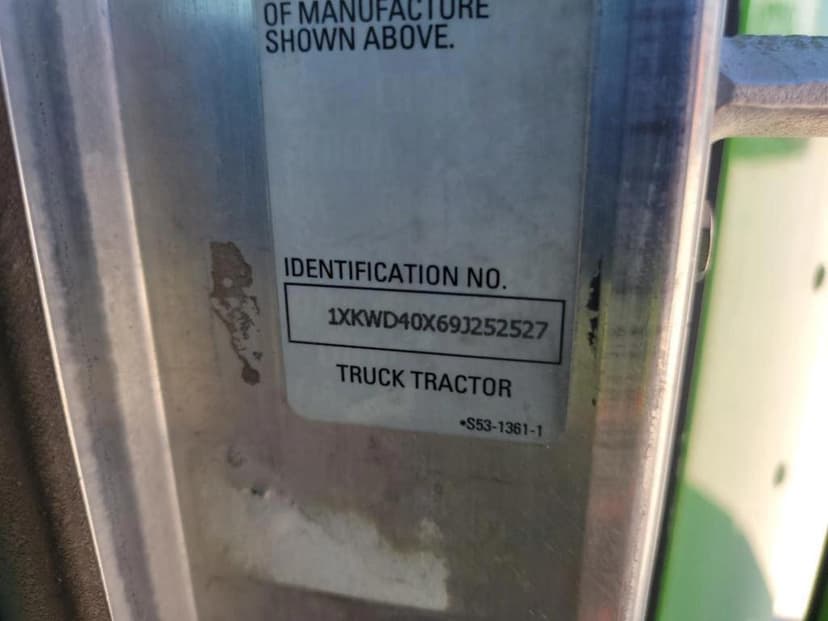 OF MANUFACTURE
SHOWN ABOVE.
IDENTIFICATION NO.
1XKWD40X69J252527
TRUCK TRACTOR
•S53-1361-1